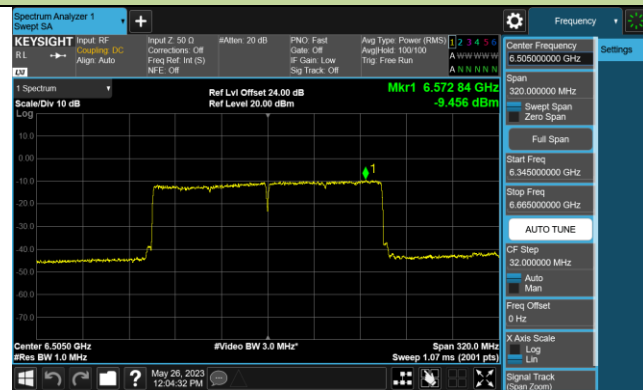 Spectrum Analyzer 1
Swept SA
+
Frequency
KEYSIGHT
RL
LXI
Input: RF
Coupling: DC
Align: Auto
Input Z: 50 Ω
Corrections: Off
Freq Ref: Int (S)
NFE: Off
#Atten: 20 dB
PNO: Fast
Gate: Off
IF Gain: Low
Sig Track: Off
Avg Type: Power (RMS)
Avg|Hold: 100/100
Trig: Free Run
1 2 3 4 5 6
A W W W W W
A N N N N N
1 Spectrum
Scale/Div 10 dB
Log
Ref Lvl Offset 24.00 dB
Ref Level 20.00 dBm
Mkr1 6.572 84 GHz
-9.456 dBm
10.0
0.00
-10.0
-20.0
-30.0
-40.0
-50.0
-60.0
-70.0
1
Center 6.5050 GHz
#Res BW 1.0 MHz
#Video BW 3.0 MHz*
Span 320.0 MHz
Sweep 1.07 ms (2001 pts)
May 26, 2023
12:04:32 PM
?
Center Frequency
6.505000000 GHz
Span
320.000000 MHz
Swept Span
Zero Span
Full Span
Start Freq
6.345000000 GHz
Stop Freq
6.665000000 GHz
AUTO TUNE
CF Step
32.000000 MHz
Auto
Man
Freq Offset
0 Hz
X Axis Scale
Log
Lin
Signal Track
(Span Zoom)
Settings